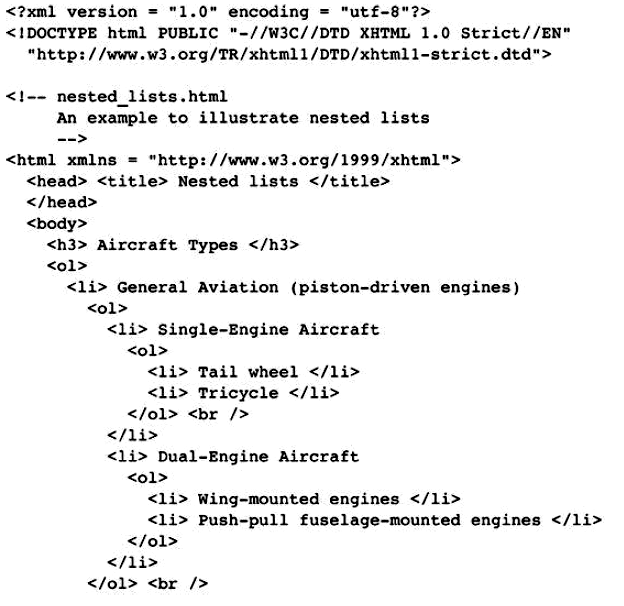 <?xml version = "1.0" encoding = "utf-8"?>
<!DOCTYPE html PUBLIC "-//W3C//DTD XHTML 1.0 Strict//EN"
"http://www.w3.org/TR/xhtml1/DTD/xhtml1-strict.dtd">
<!-- nested_lists.html
An example to illustrate nested lists
-->
<html xmlns = "http://www.w3.org/1999/xhtml">
<head> <title> Nested lists </title>
</head>
<body>
<h3> Aircraft Types </h3>
<ol>
<li> General Aviation (piston-driven engines)
<ol>
<li> Single-Engine Aircraft
<ol>
<li> Tail wheel </li>
<li> Tricycle </li>
</ol> <br />
</li>
<li> Dual-Engine Aircraft
<ol>
<li> Wing-mounted engines </li>
<li> Push-pull fuselage-mounted engines </li>
</ol>
</li>
</ol> <br />